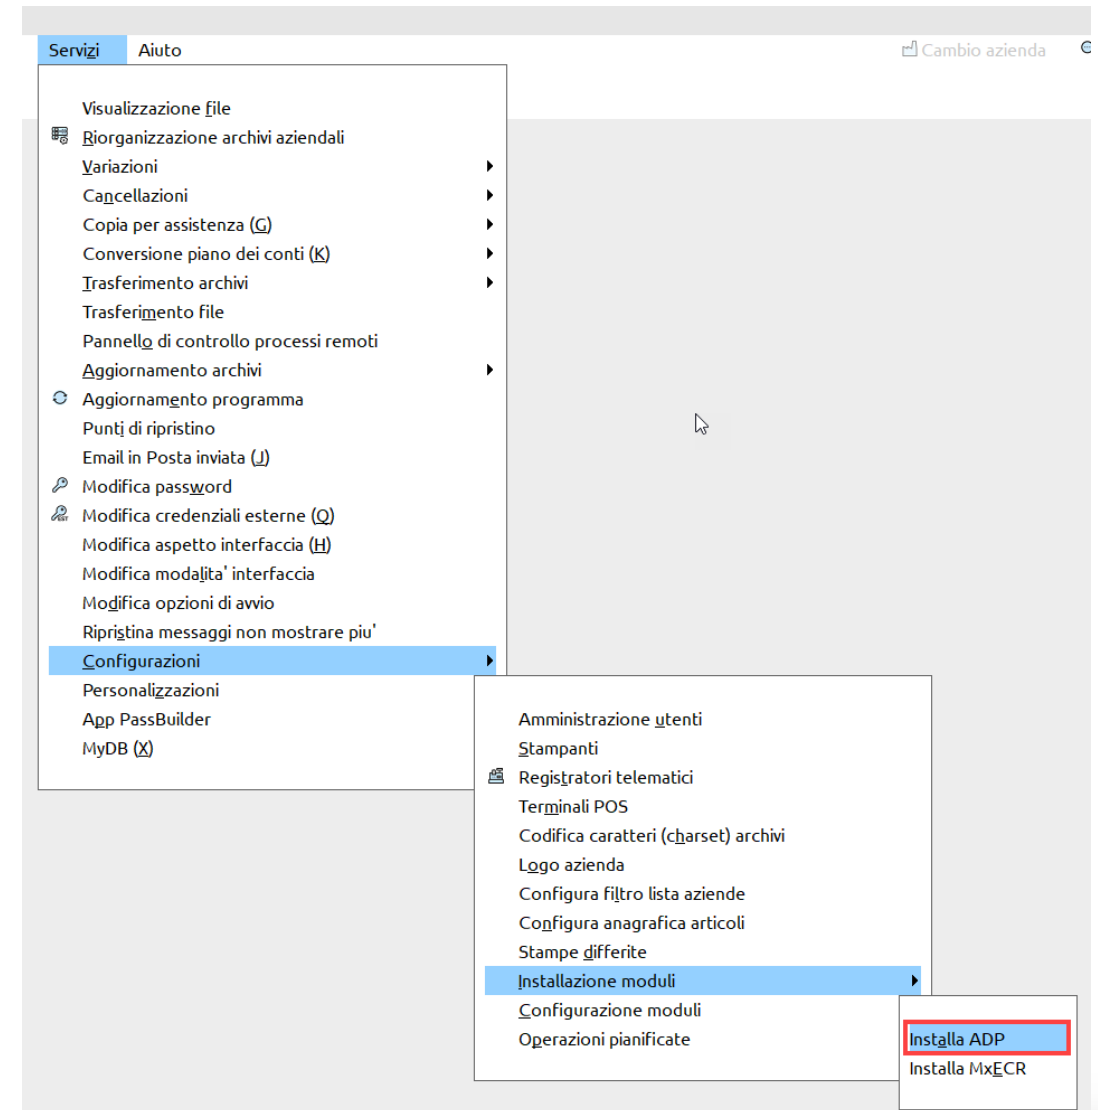 Servizi Aiuto Cambio azienda
Visualizzazione file
Riorganizzazione archivi aziendali
Variazioni
Cancellazioni
Copia per assistenza (G)
Conversione piano dei conti (K)
Trasferimento archivi
Trasferimento file
Pannello di controllo processi remoti
Aggiornamento archivi
Aggiornamento programma
Punti di ripristino
Email in Posta inviata (J)
Modifica password
Modifica credenziali esterne (Q)
Modifica aspetto interfaccia (H)
Modifica modalita' interfaccia
Modifica opzioni di avvio
Ripristina messaggi non mostrare piu'
Configurazioni
Personalizzazioni
App PassBuilder
MyDB (X)
Amministrazione utenti
Stampanti
Registratori telematici
Terminali POS
Codifica caratteri (charset) archivi
Logo azienda
Configura filtro lista aziende
Configura anagrafica articoli
Stampe differite
Installazione moduli
Configurazione moduli
Operazioni pianificate
Installa ADP
Installa MxECR